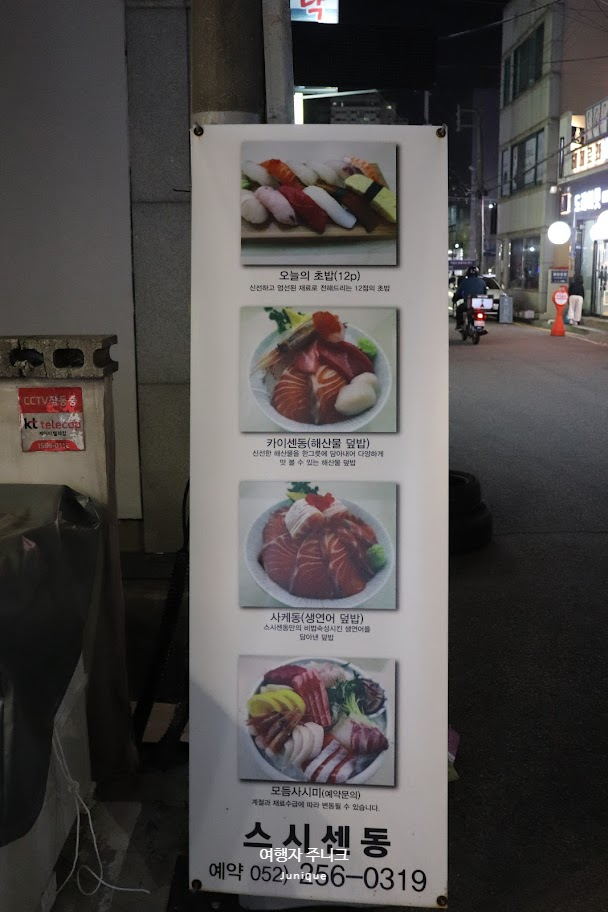 닭
오늘의 초밥(12p)
신선하고 엄선된 재료로 전해드리는 12점의 초밥
카이센동(해산물 덮밥)
신선한 해산물을 한그릇에 담아내어 다양하게
맛 볼 수 있는 해산물 덮밥
사케동(생연어 덮밥)
스시센동만의 비법숙성시킨 생연어를
담아낸 덮밥
모듬사시미(예약문의)
계절과 재료수급에 따라 변동될 수 있습니다.
스시센동
여행자 주니그
Junique
예약 052) 256-0319
CCTV작동중
kt telecop
1588-0112